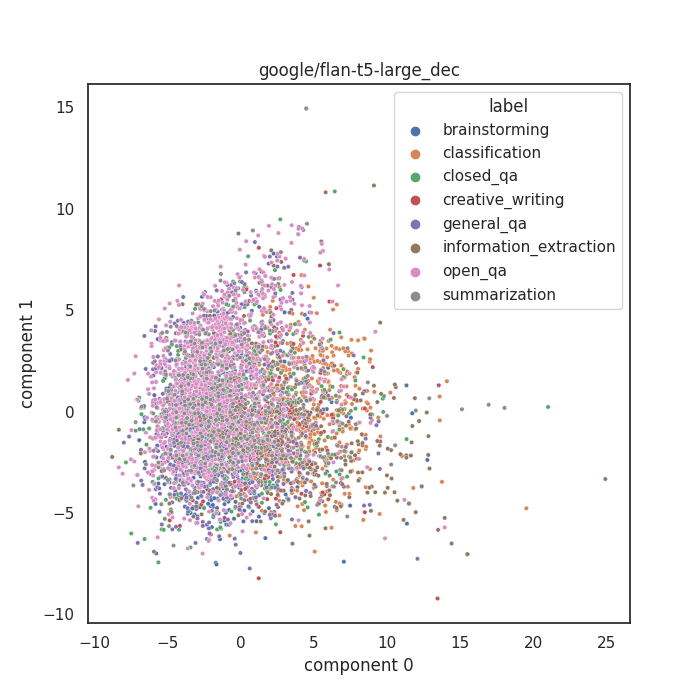 google/flan-t5-large_dec
label
brainstorming
classification
closed_qa
creative_writing
general_qa
information_extraction
open_qa
summarization
component 1
15
10
5
0
−5
−10
−10 −5 0 5 10 15 20 25
component 0